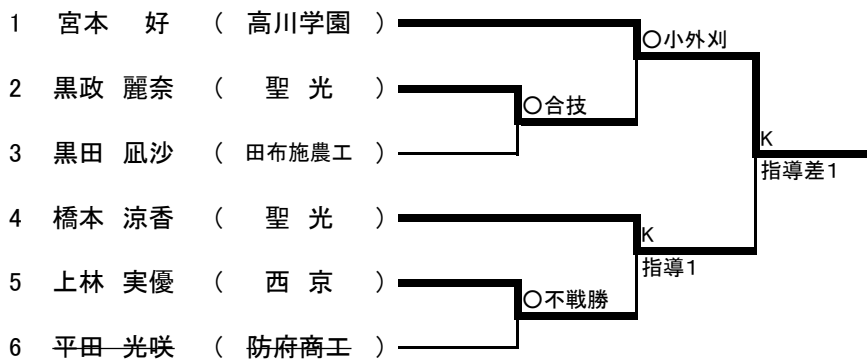 1 宮本 好 ( 高川学園 )
○小外刈
2 黒政 麗奈 ( 聖 光 )
○合技
3 黒田 凪沙 ( 田布施農工 )
K
指導差1
4 橋本 涼香 ( 聖 光 )
K
指導1
5 上林 実優 ( 西 京 )
○不戦勝
6 平田 光咲 ( 防府商工 )